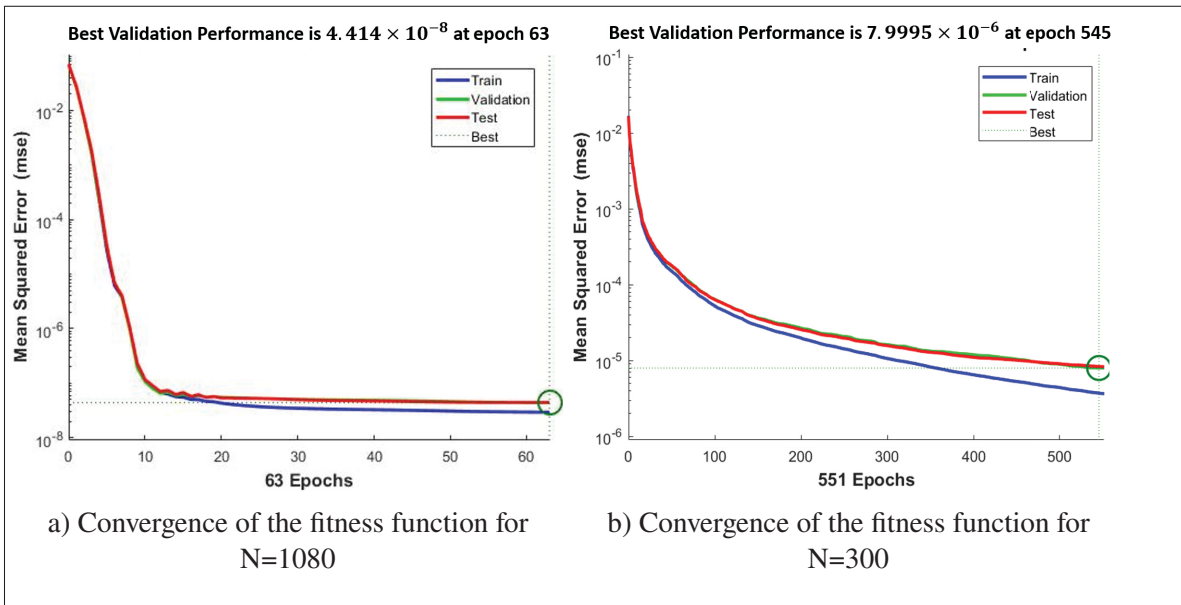 Best Validation Performance is 4.414 × 10⁻⁸ at epoch 63
Mean Squared Error (mse)
10⁻²
10⁻⁴
10⁻⁶
10⁻⁸
Train
Validation
Test
Best
0 10 20 30 40 50 60
63 Epochs
a) Convergence of the fitness function for
N=1080
Best Validation Performance is 7.9995 × 10⁻⁶ at epoch 545
Mean Squared Error (mse)
10⁻¹
10⁻²
10⁻³
10⁻⁴
10⁻⁵
10⁻⁶
Train
Validation
Test
Best
0 100 200 300 400 500
551 Epochs
b) Convergence of the fitness function for
N=300